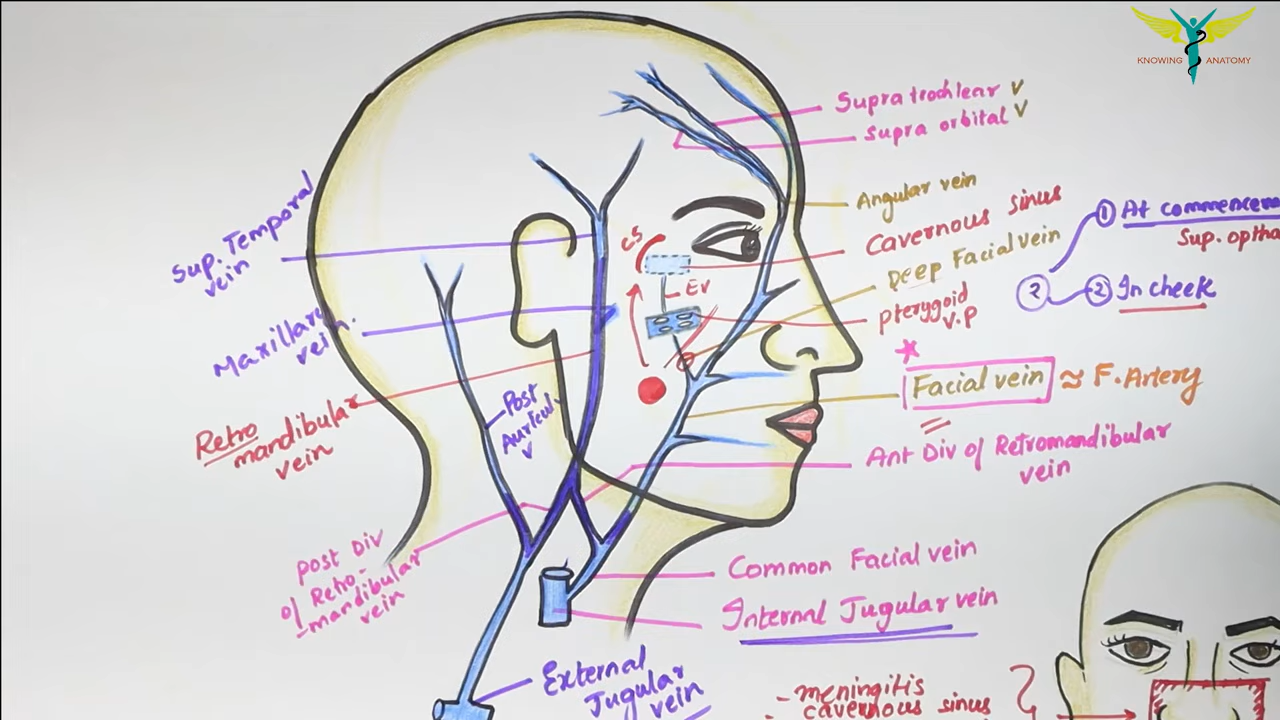 KNOWING ANATOMY
Supra trochlear V
Supra orbital V
Angular vein
Cavernous sinus
Deep Facial vein
pterygoid
V.P
Facial vein ≈ F. Artery
Ant Div of Retromandibular
vein
Common Facial vein
Internal Jugular vein
External
Jugular
vein
Sup. Temporal
vein
Maxillary
vein.
Retro
mandibular
vein
Post
Auricul.
V
Post Div
of Retro-
-mandibular
vein
CS
EV
2
1 At commencem
Sup. optha
2 In cheek
- meningitis
cavernous sinus